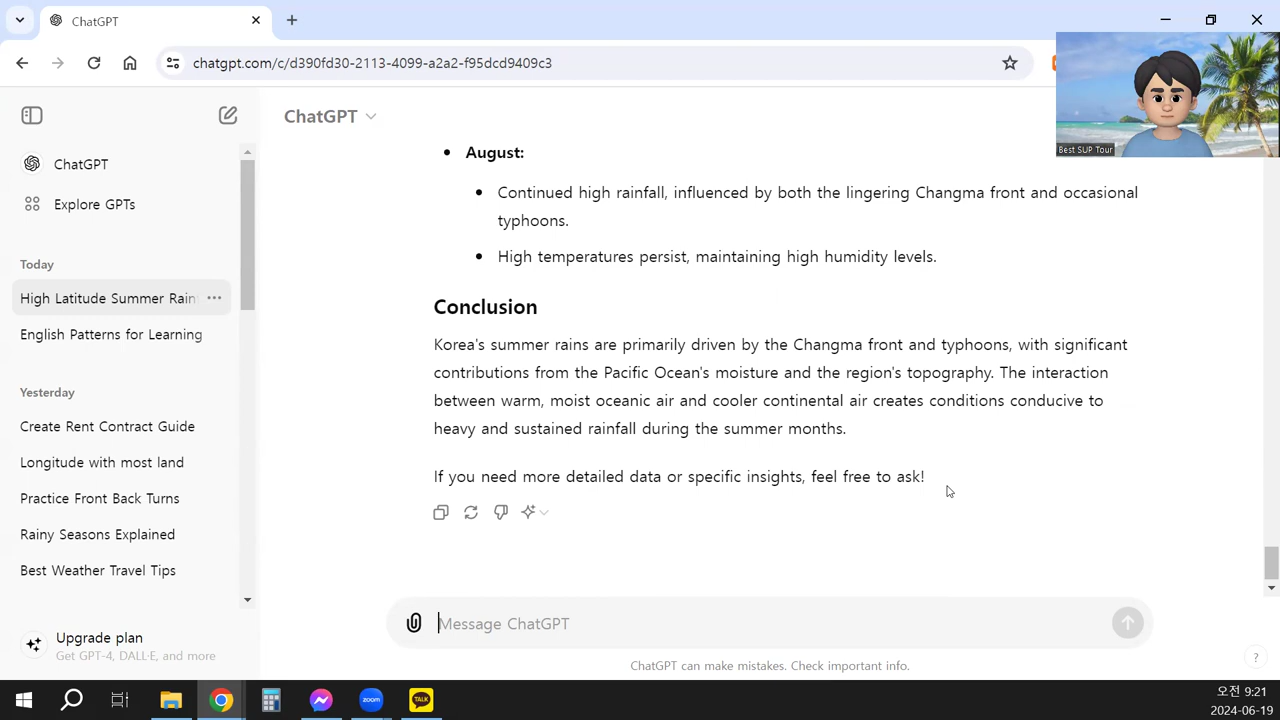 ChatGPT
chatgpt.com/c/d390fd30-2113-4099-a2a2-f95dcd9409c3
Best SUP Tour
ChatGPT
Explore GPTs
Today
High Latitude Summer Rain
English Patterns for Learning
Yesterday
Create Rent Contract Guide
Longitude with most land
Practice Front Back Turns
Rainy Seasons Explained
Best Weather Travel Tips
Upgrade plan
Get GPT-4, DALL·E, and more
ChatGPT
• August:
• Continued high rainfall, influenced by both the lingering Changma front and occasional
typhoons.
• High temperatures persist, maintaining high humidity levels.
Conclusion
Korea's summer rains are primarily driven by the Changma front and typhoons, with significant
contributions from the Pacific Ocean's moisture and the region's topography. The interaction
between warm, moist oceanic air and cooler continental air creates conditions conducive to
heavy and sustained rainfall during the summer months.
If you need more detailed data or specific insights, feel free to ask!
Message ChatGPT
ChatGPT can make mistakes. Check important info.
?
zoom
TALK
오전 9:21
2024-06-19